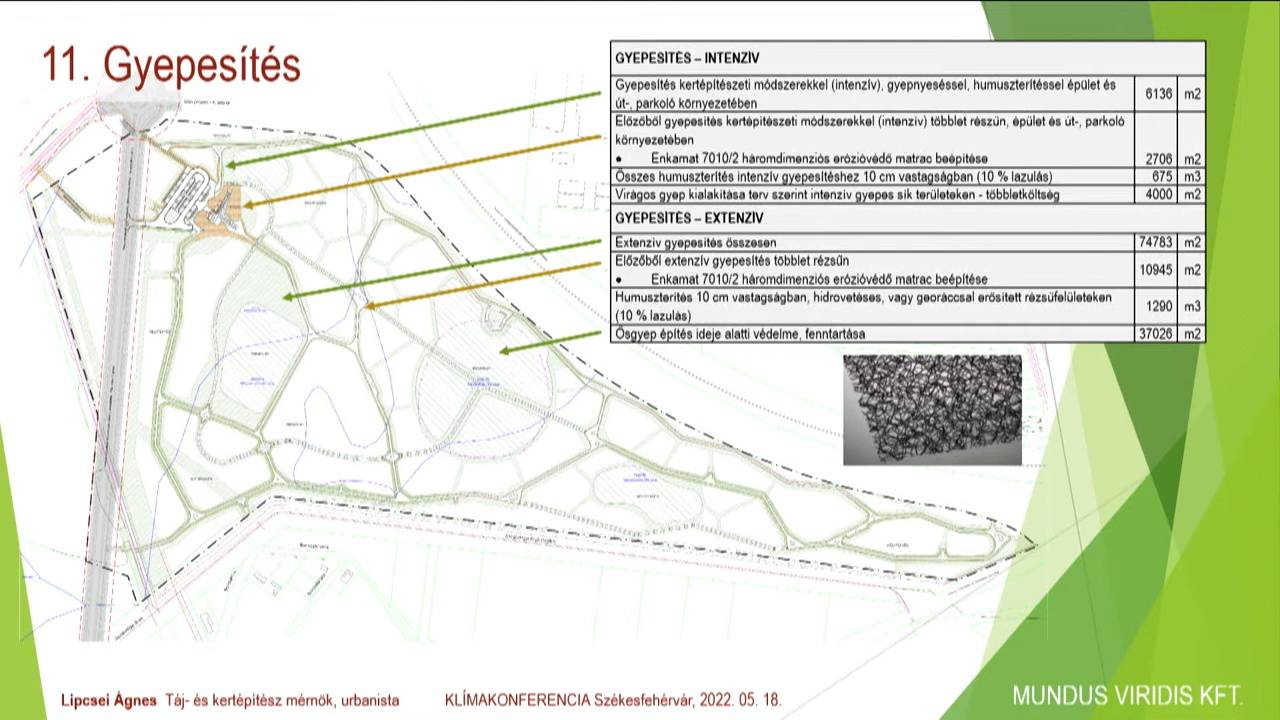 11. Gyepesítés
GYEPESÍTÉS – INTENZÍV
Gyepesítés kertépítészeti módszerekkel (intenzív), gyepnyeséssel, humuszterítéssel épület és
út-, parkoló környezetében
6136 m2
Előzőből gyepesítés kertépítészeti módszerekkel (intenzív) többlet részűn, épület és út-, parkoló
környezetében
• Enkamat 7010/2 háromdimenziós erózióvédő matrac beépítése
2706 m2
Összes humuszterítés intenzív gyepesítéshez 10 cm vastagságban (10 % lazulás) 675 m3
Virágos gyep kialakítása terv szerint intenzív gyepes sík területeken - többletköltség 4000 m2
GYEPESÍTÉS – EXTENZÍV
Extenzív gyepesítés összesen 74783 m2
Előzőből extenzív gyepesítés többlet rézsűn
• Enkamat 7010/2 háromdimenziós erózióvédő matrac beépítése
10945 m2
Humuszterítés 10 cm vastagságban, hidrovetéses, vagy georáccsal erősített rézsűfelületeken
(10 % lazulás)
1290 m3
Ősgyep építés ideje alatti védelme, fenntartása 37026 m2
Lipcsei Ágnes Táj- és kertépítész mérnök, urbanista
KLÍMAKONFERENCIA Székesfehérvár, 2022. 05. 18.
MUNDUS VIRIDIS KFT.